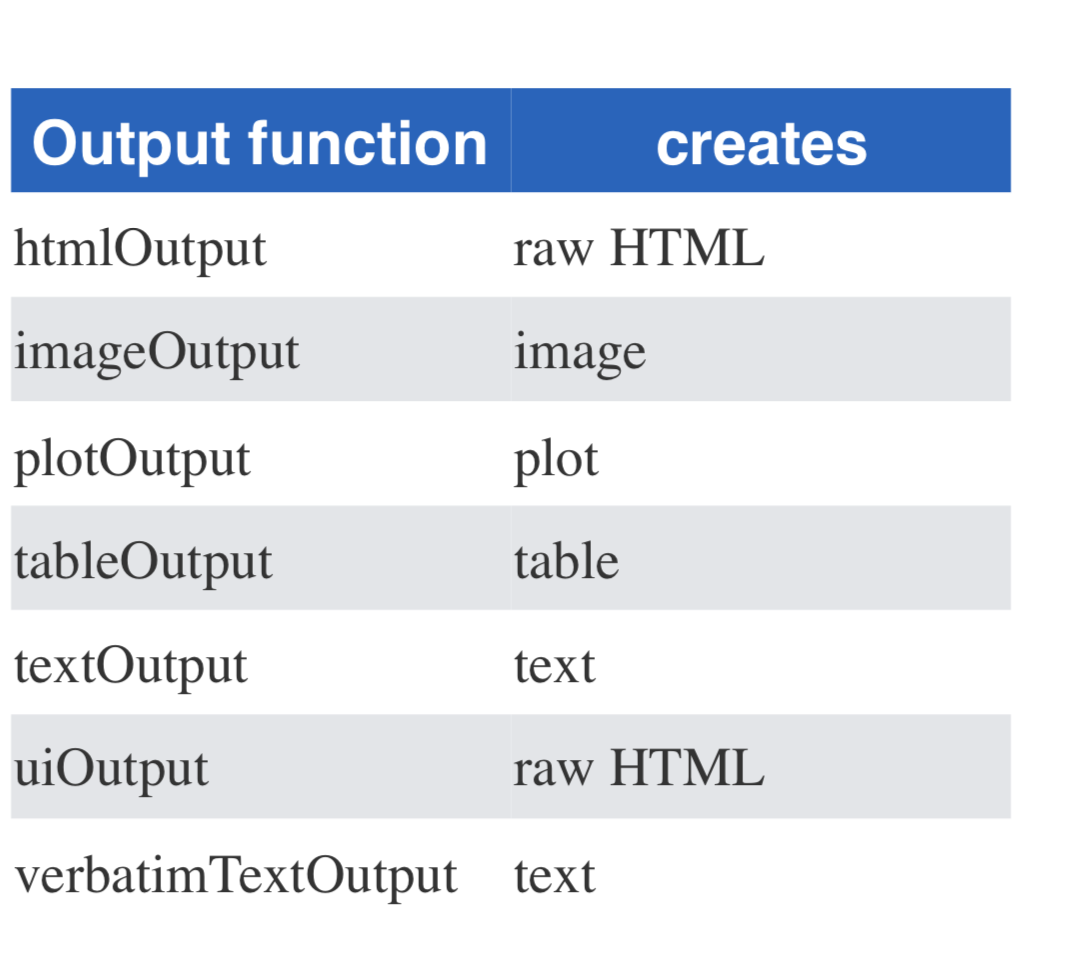 Output function creates
htmlOutput raw HTML
imageOutput image
plotOutput plot
tableOutput table
textOutput text
uiOutput raw HTML
verbatimTextOutput text